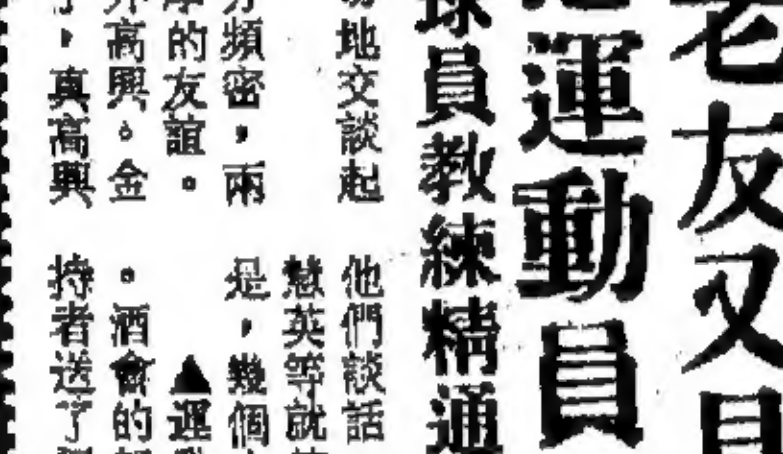 老友又見
運動員
球員教練精通
地交談起
他們談話
慧英等就
頻密，兩
是，幾個
的友誼。
▲運
外高興。金
。酒會的
，真高興
持者送了